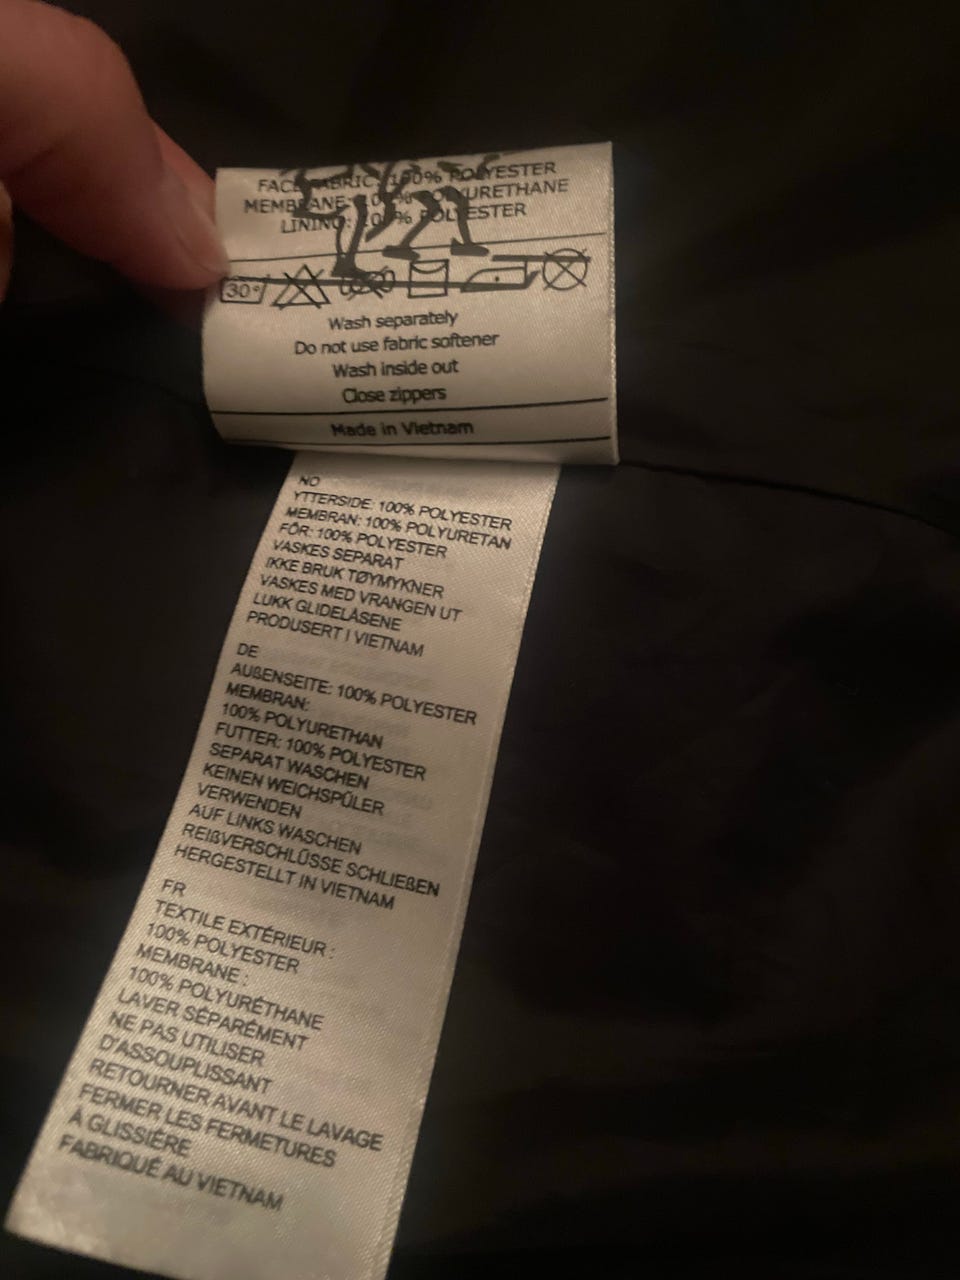 FACE FABRIC: 100% POLYESTER
MEMBRANE: 100% POLYURETHANE
LINING: 100% POLYESTER
30°
Wash separately
Do not use fabric softener
Wash inside out
Close zippers
Made in Vietnam
NO
YTTERSIDE: 100% POLYESTER
MEMBRAN: 100% POLYURETAN
FÔR: 100% POLYESTER
VASKES SEPARAT
IKKE BRUK TØYMYKNER
VASKES MED VRANGEN UT
LUKK GLIDELÅSENE
PRODUSERT I VIETNAM
DE
AUßENSEITE: 100% POLYESTER
MEMBRAN:
100% POLYURETHAN
FUTTER: 100% POLYESTER
SEPARAT WASCHEN
KEINEN WEICHSPÜLER
VERWENDEN
AUF LINKS WASCHEN
REIßVERSCHLÜSSE SCHLIEßEN
HERGESTELLT IN VIETNAM
FR
TEXTILE EXTÉRIEUR :
100% POLYESTER
MEMBRANE :
100% POLYURÉTHANE
LAVER SÉPARÉMENT
NE PAS UTILISER
D'ASSOUPLISSANT
RETOURNER AVANT LE LAVAGE
FERMER LES FERMETURES
À GLISSIÈRE
FABRIQUÉ AU VIETNAM